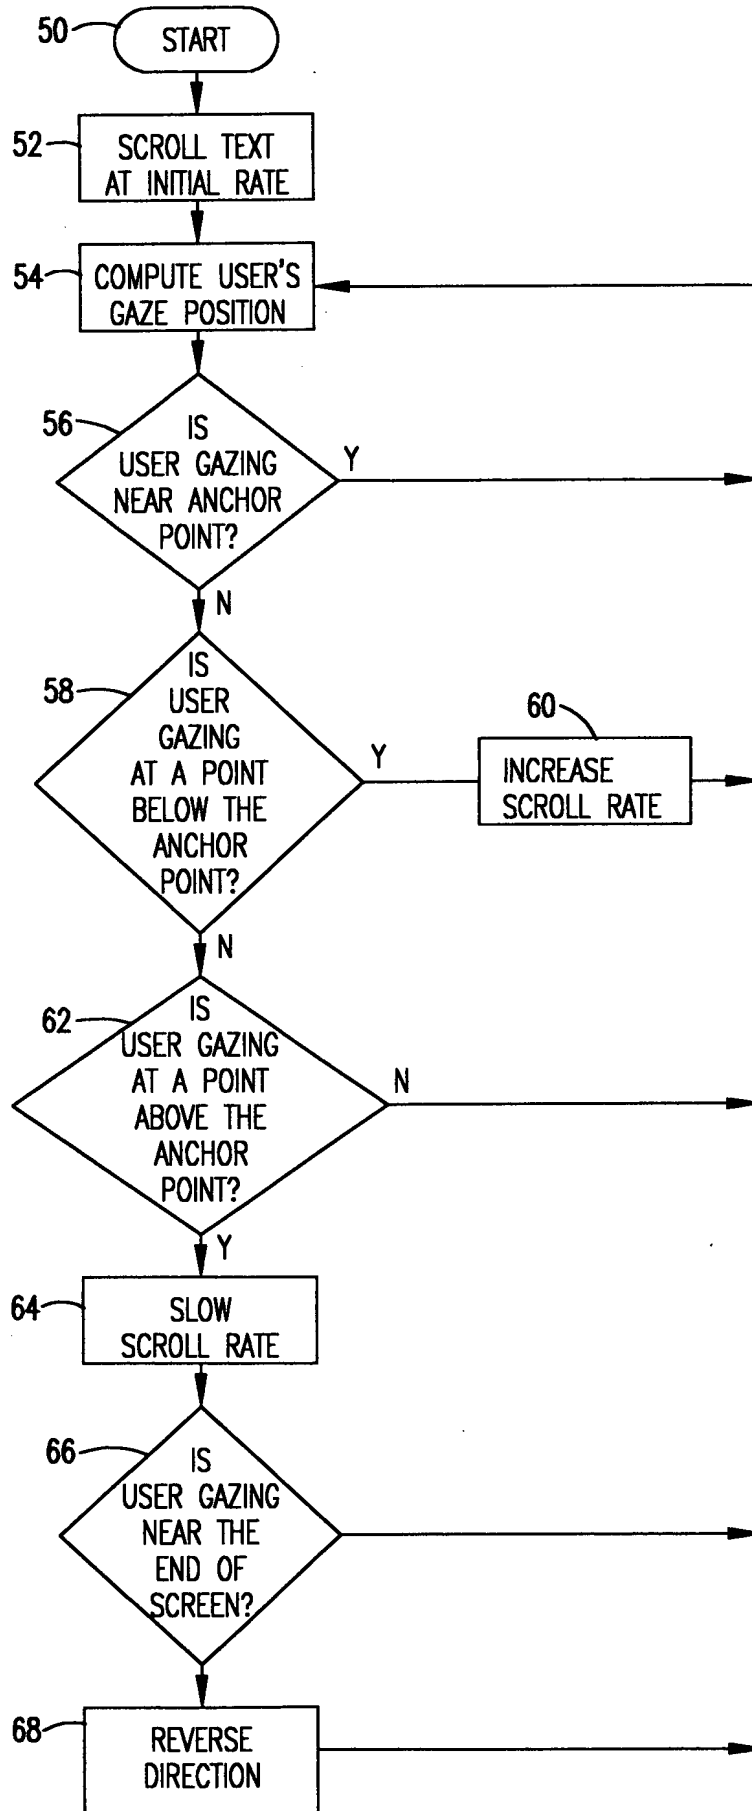 50
START
52
SCROLL TEXT
AT INITIAL RATE
54
COMPUTE USER'S
GAZE POSITION
56
IS
USER GAZING
NEAR ANCHOR
POINT?
Y
N
58
IS
USER
GAZING
AT A POINT
BELOW THE
ANCHOR
POINT?
Y
60
INCREASE
SCROLL RATE
N
62
IS
USER GAZING
AT A POINT
ABOVE THE
ANCHOR
POINT?
N
Y
64
SLOW
SCROLL RATE
66
IS
USER GAZING
NEAR THE
END OF
SCREEN?
68
REVERSE
DIRECTION